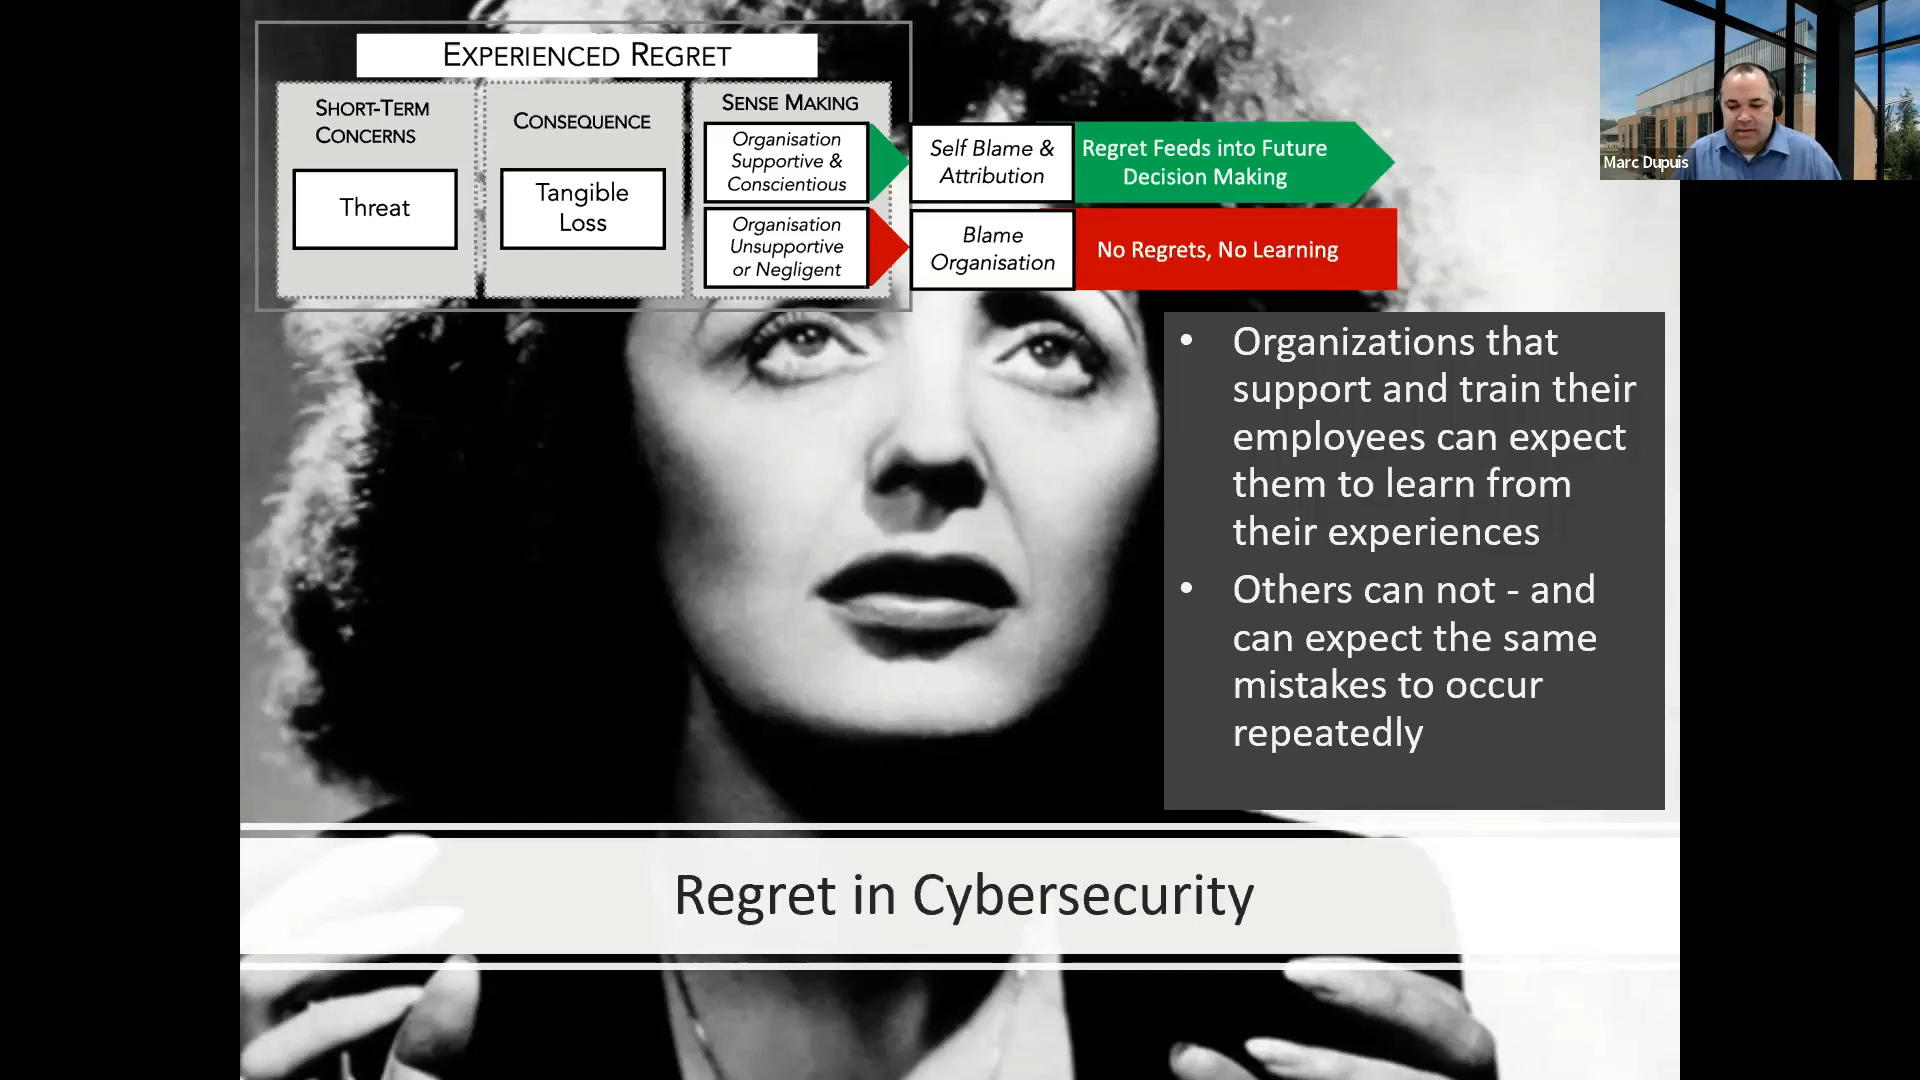 EXPERIENCED REGRET
SHORT-TERM
CONCERNS
Threat
CONSEQUENCE
Tangible
Loss
SENSE MAKING
Organisation
Supportive &
Conscientious
Organisation
Unsupportive
or Negligent
Self Blame &
Attribution
Blame
Organisation
Regret Feeds into Future
Decision Making
No Regrets, No Learning
Marc Dupuis
• Organizations that
support and train their
employees can expect
them to learn from
their experiences
• Others can not - and
can expect the same
mistakes to occur
repeatedly
Regret in Cybersecurity